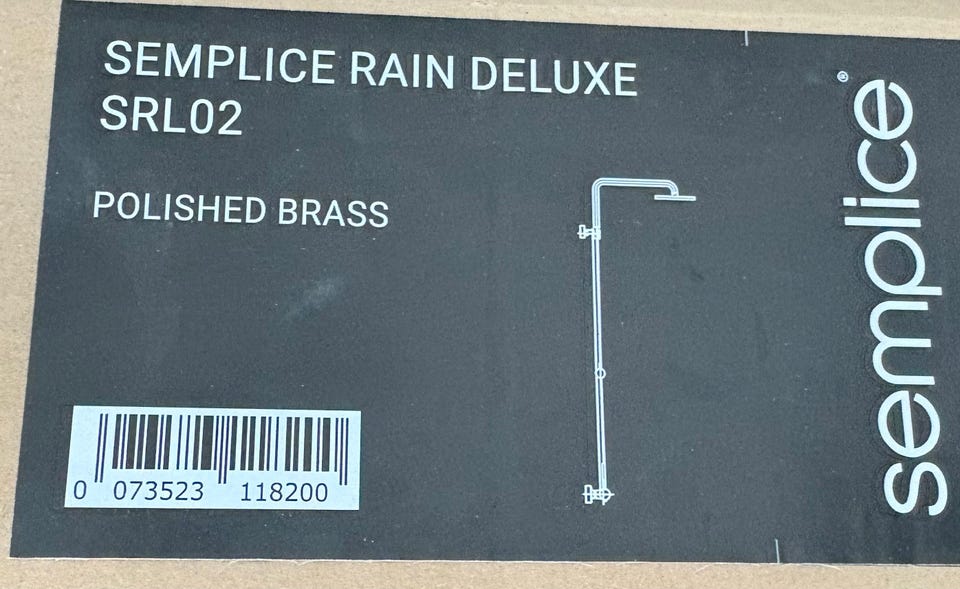 SEMPLICE RAIN DELUXE
SRL02
POLISHED BRASS
0 073523 118200
semplice®